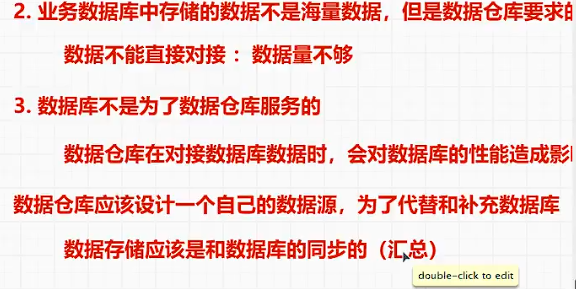 2. 业务数据库中存储的数据不是海量数据，但是数据仓库要求的
数据不能直接对接 ：数据量不够
3. 数据库不是为了数据仓库服务的
数据仓库在对接数据库数据时，会对数据库的性能造成影
数据仓库应该设计一个自己的数据源，为了代替和补充数据库
数据存储应该是和数据库的同步的（汇总）
double-click to edit